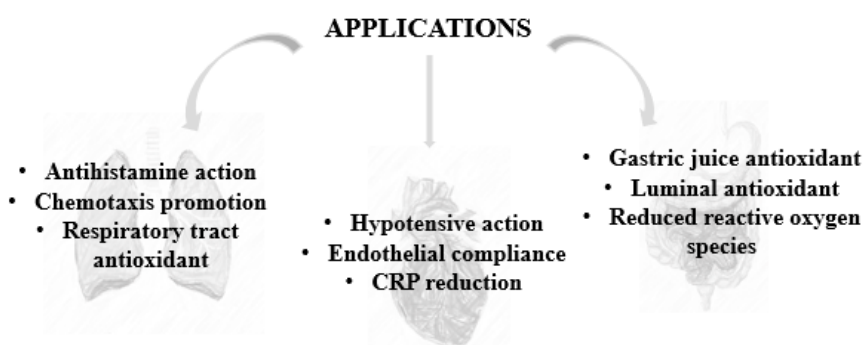 APPLICATIONS
• Antihistamine action
• Chemotaxis promotion
• Respiratory tract
antioxidant
• Hypotensive action
• Endothelial compliance
• CRP reduction
• Gastric juice antioxidant
• Luminal antioxidant
• Reduced reactive oxygen
species